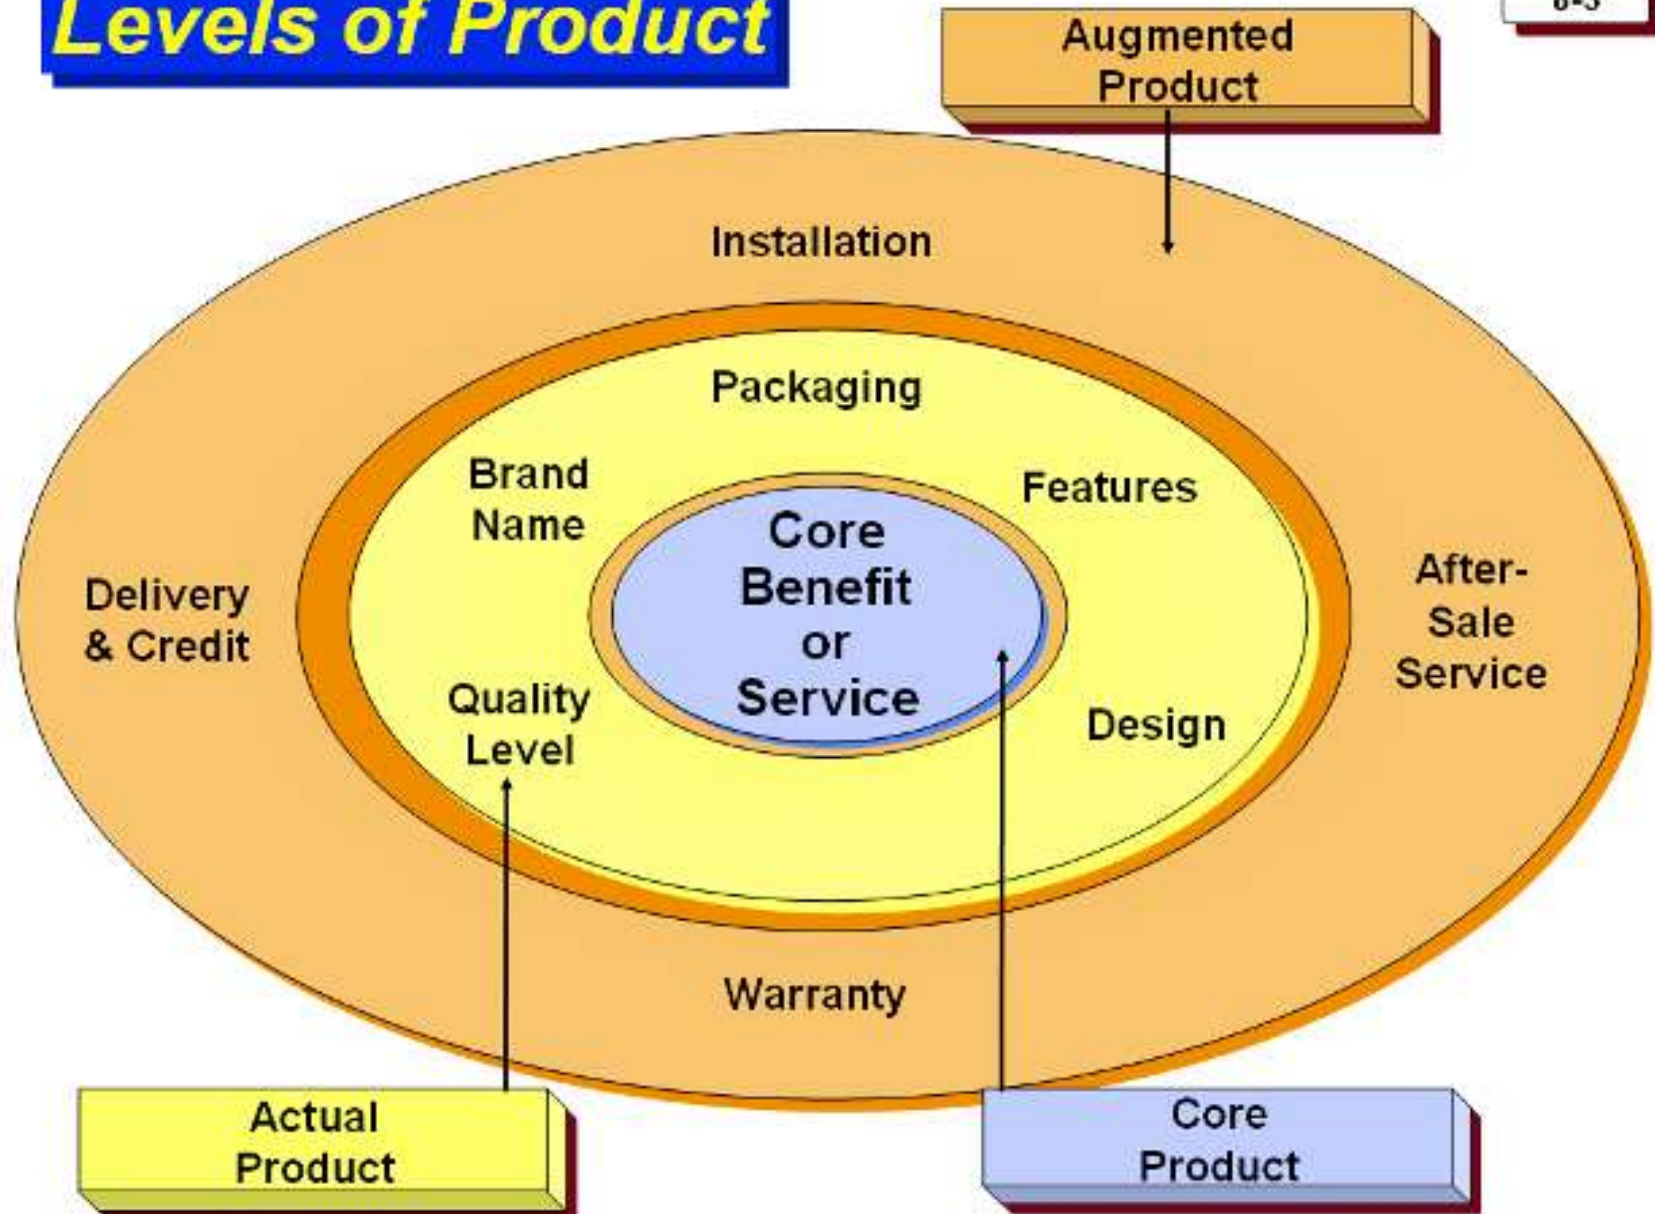 Levels of Product
Augmented
Product
Installation
Packaging
Brand
Name
Features
Core
Benefit
or
Service
Delivery
& Credit
After-
Sale
Service
Quality
Level
Design
Warranty
Actual
Product
Core
Product